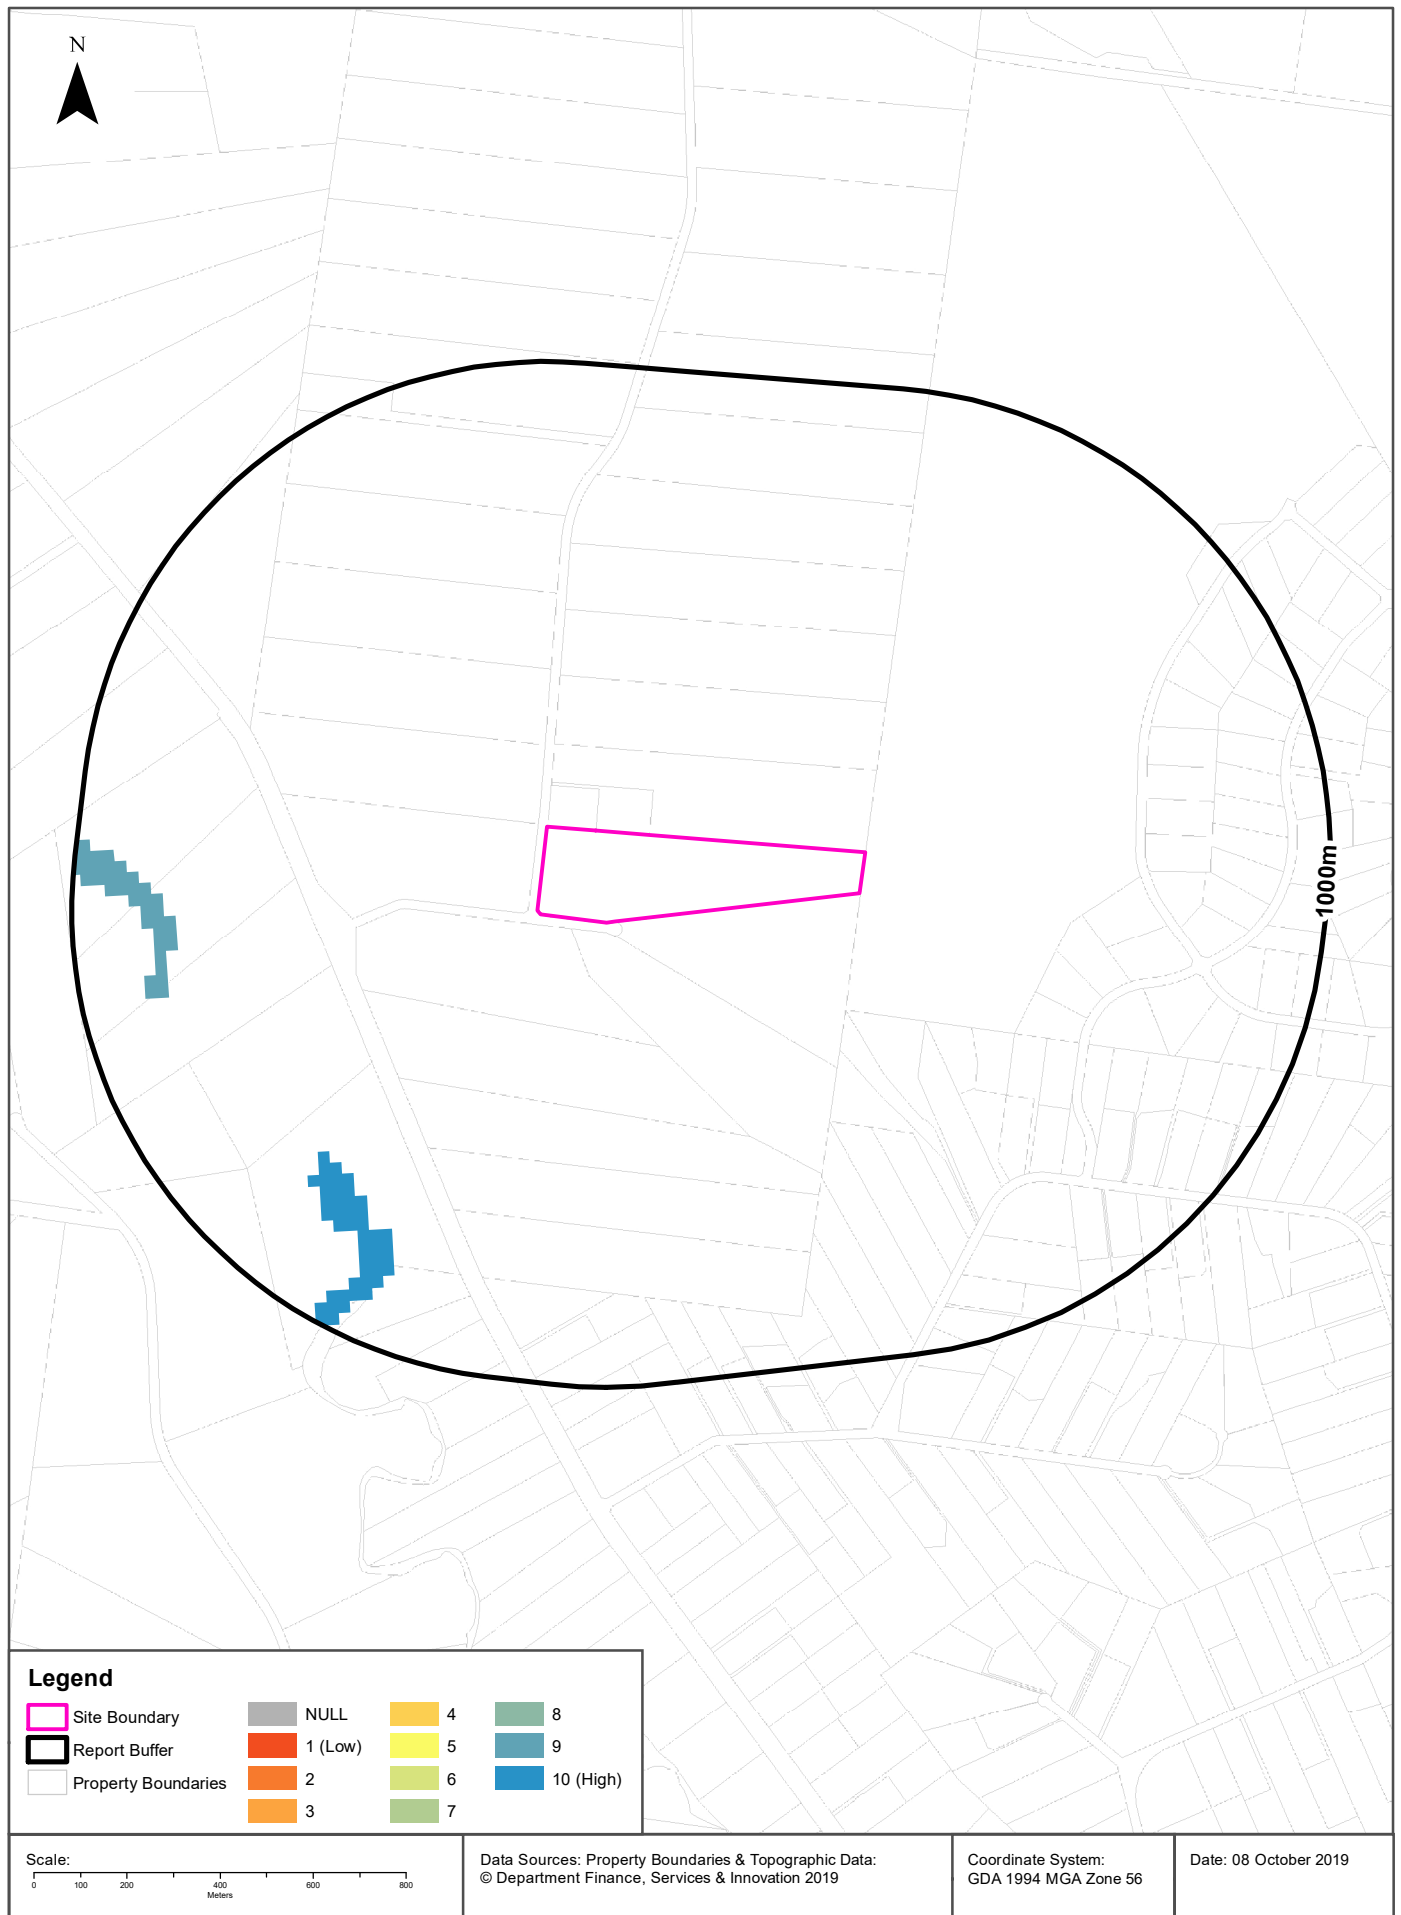 N
1000m
Legend
Site Boundary
Report Buffer
Property Boundaries
NULL
1 (Low)
2
3
4
5
6
7
8
9
10 (High)
Scale:
0 100 200 400 600 800
Meters
Data Sources: Property Boundaries & Topographic Data:
© Department Finance, Services & Innovation 2019
Coordinate System:
GDA 1994 MGA Zone 56
Date: 08 October 2019